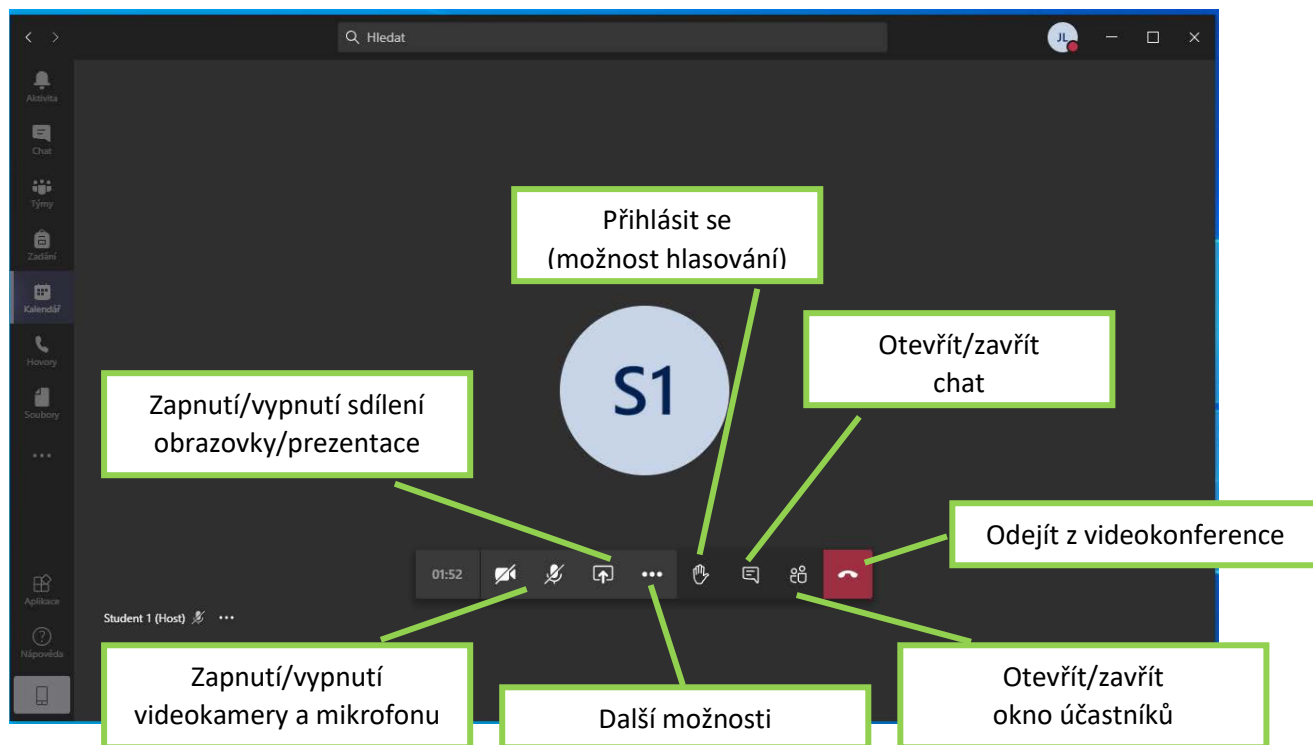 Hledat
JL
Aktivita
Chat
Týmy
Zadání
Kalendář
Hovory
Soubory
Aplikace
Nápověda
Přihlásit se
(možnost hlasování)
Otevřít/zavřít
chat
S1
Zapnutí/vypnutí sdílení
obrazovky/prezentace
Odejít z videokonference
01:52
Student 1 (Host)
Zapnutí/vypnutí
videokamery a mikrofonu
Další možnosti
Otevřít/zavřít
okno účastníků